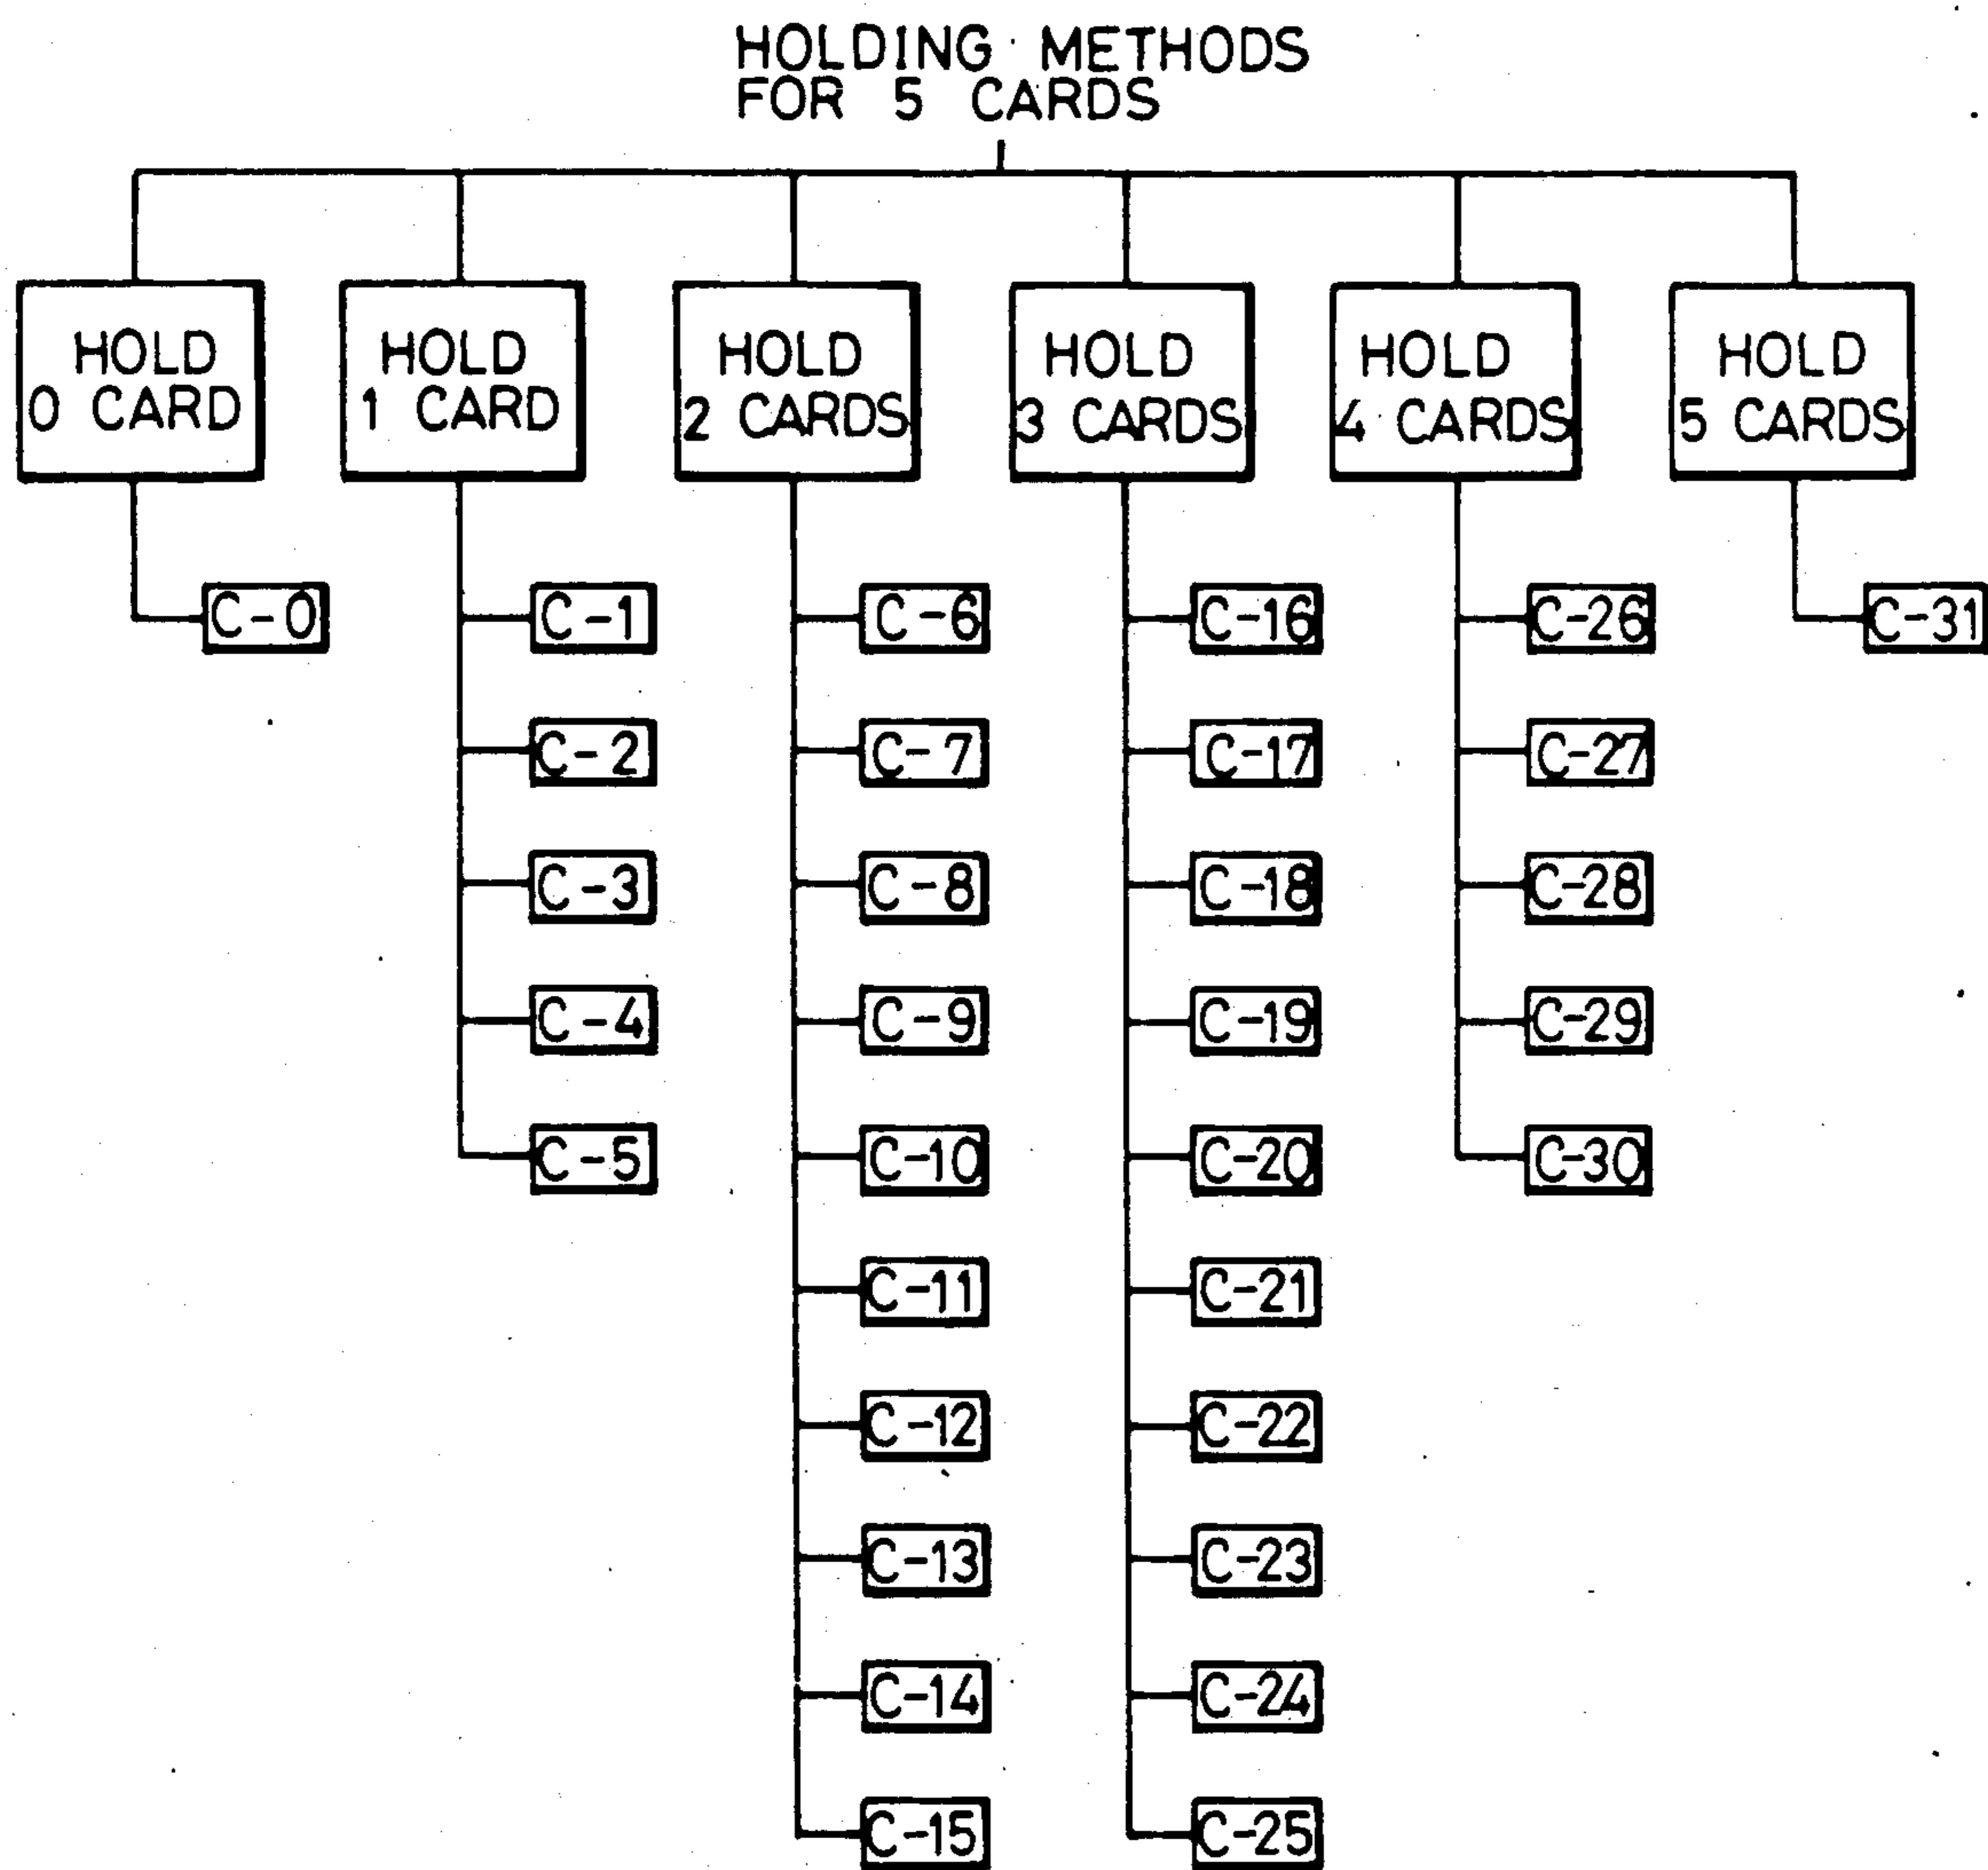 HOLDING METHODS
FOR 5 CARDS
HOLD
0 CARD
HOLD
1 CARD
HOLD
2 CARDS
HOLD
3 CARDS
HOLD
4 CARDS
HOLD
5 CARDS
C-0
C-1
C-2
C-3
C-4
C-5
C-6
C-7
C-8
C-9
C-10
C-11
C-12
C-13
C-14
C-15
C-16
C-17
C-18
C-19
C-20
C-21
C-22
C-23
C-24
C-25
C-26
C-27
C-28
C-29
C-30
C-31